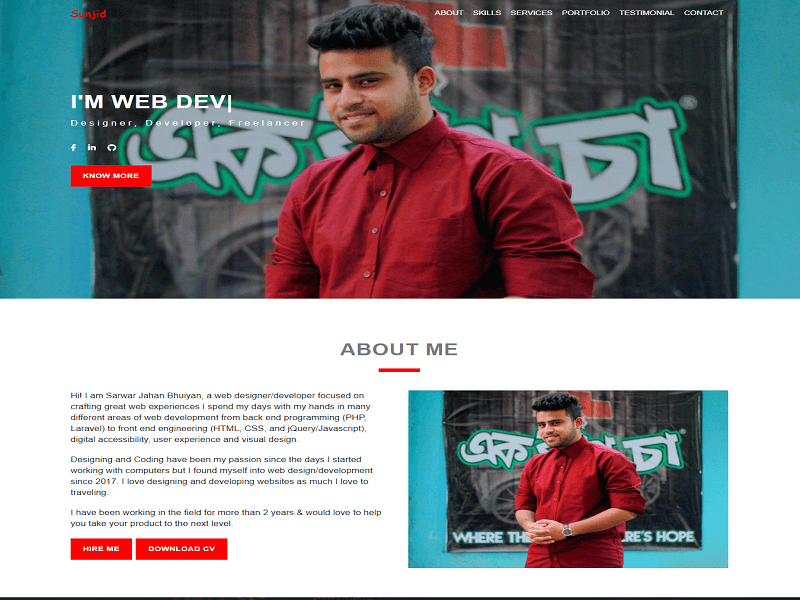 Sunjid
ABOUT SKILLS SERVICES PORTFOLIO TESTIMONIAL CONTACT
I'M WEB DEV|
Designer, Developer, Freelancer
KNOW MORE
একচা
®
ABOUT ME
Hi! I am Sarwar Jahan Bhuiyan, a web designer/developer focused on
crafting great web experiences I spend my days with my hands in many
different areas of web development from back end programming (PHP,
Laravel) to front end engineering (HTML, CSS, and jQuery/Javascript),
digital accessibility, user experience and visual design.
Designing and Coding have been my passion since the days I started
working with computers but I found myself into web design/development
since 2017. I love designing and developing websites as much I love to
traveling.
I have been working in the field for more than 2 years & would love to help
you take your product to the next level.
HIRE ME DOWNLOAD CV
এক চা
WHERE THE RE'S HOPE